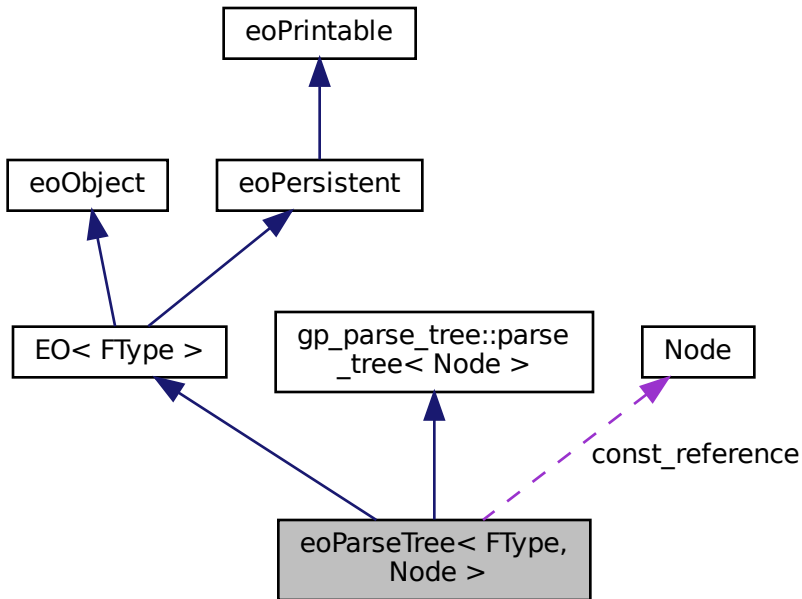 eoPrintable
eoObject
eoPersistent
EO< FType >
gp_parse_tree::parse
_tree< Node >
Node
const_reference
eoParseTree< FType,
Node >